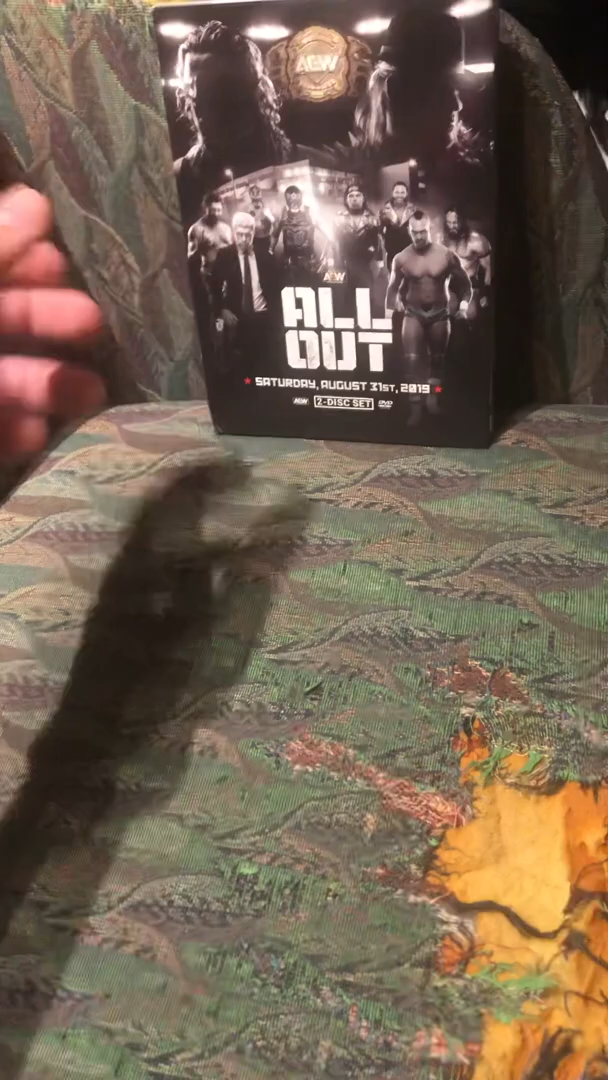 AEW
AEW
ALL
OUT
SATURDAY, AUGUST 31ST, 2019
AEW 2-DISC SET DVD